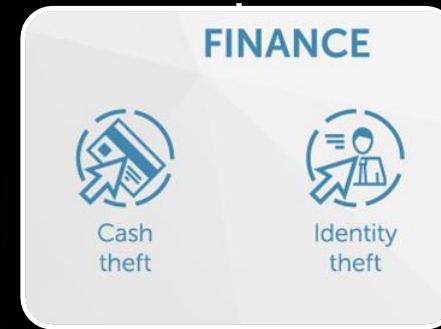 FINANCE
Cash
theft
Identity
theft